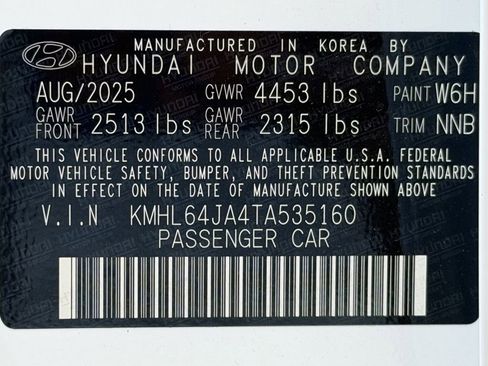 MANUFACTURED IN KOREA BY
HYUNDAI MOTOR COMPANY
AUG/2025 GVWR 4453 lbs PAINT W6H
GAWR FRONT 2513 lbs GAWR REAR 2315 lbs TRIM NNB
THIS VEHICLE CONFORMS TO ALL APPLICABLE U.S.A. FEDERAL
MOTOR VEHICLE SAFETY, BUMPER, AND THEFT PREVENTION STANDARDS
IN EFFECT ON THE DATE OF MANUFACTURE SHOWN ABOVE
V.I.N KMHL64JA4TA535160
PASSENGER CAR